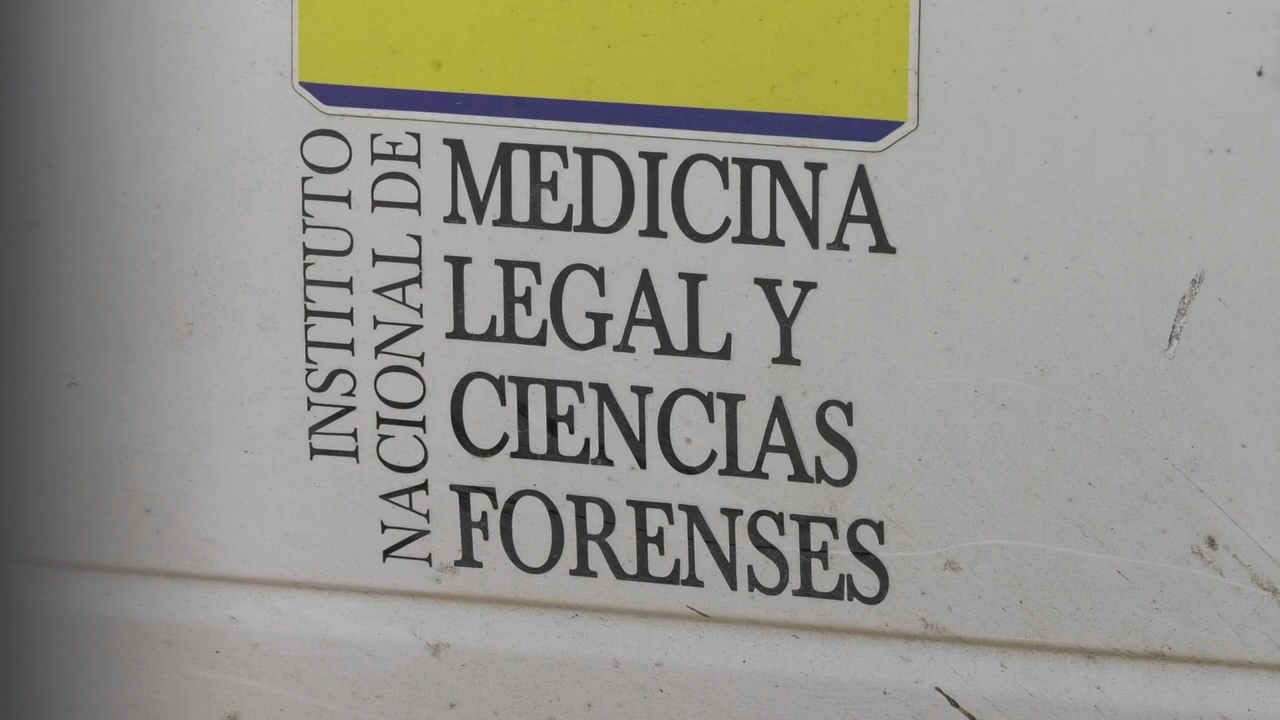 INSTITUTO
NACIONAL DE
MEDICINA
LEGAL Y
CIENCIAS
FORENSES